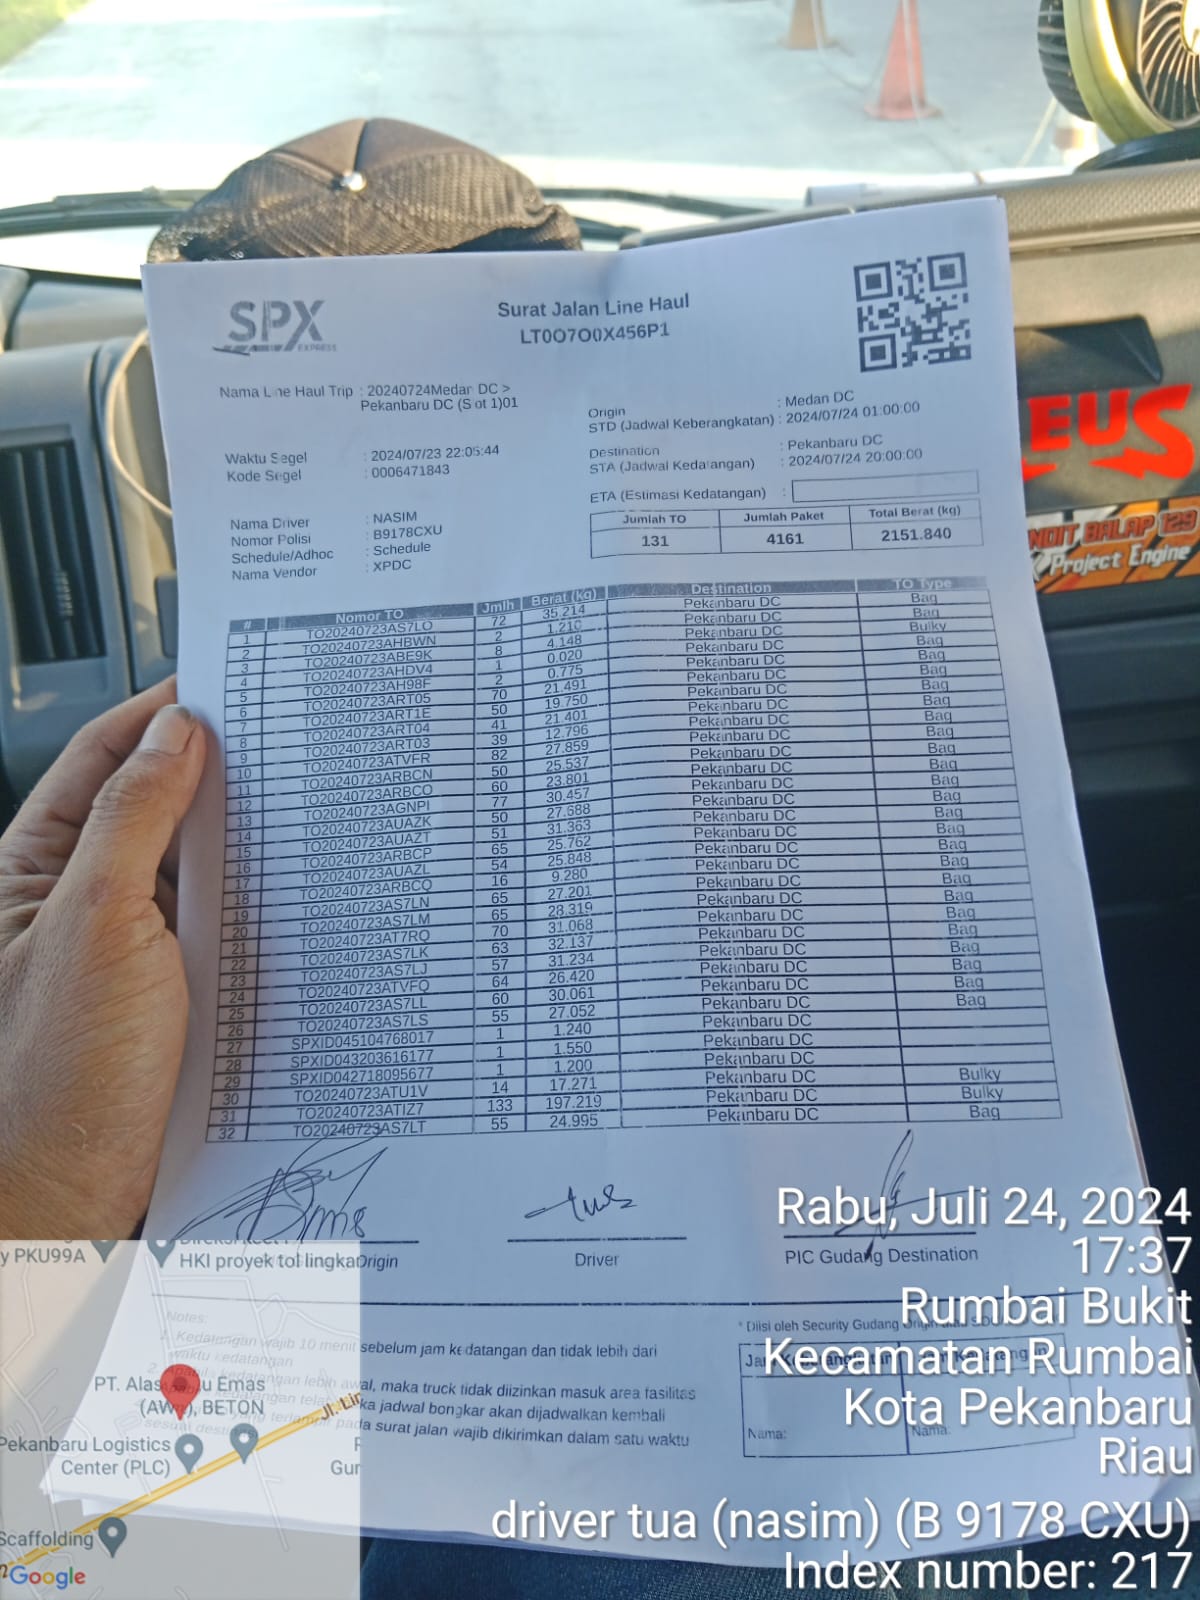 SPX
EXPRESS
Surat Jalan Line Haul
LT0O7O0X456P1
Nama Line Haul Trip : 20240724Medan DC >
Pekanbaru DC (Slot 1)01
Waktu Segel : 2024/07/23 22:05:44
Kode Segel : 0006471843
Nama Driver : NASIM
Nomor Polisi : B9178CXU
Schedule/Adhoc : Schedule
Nama Vendor : XPDC
Origin : Medan DC
STD (Jadwal Keberangkatan) : 2024/07/24 01:00:00
Destination : Pekanbaru DC
STA (Jadwal Kedatangan) : 2024/07/24 20:00:00
ETA (Estimasi Kedatangan) :
Jumlah TO Jumlah Paket Total Berat (kg)
131 4161 2151.840
# Nomor TO Jmlh Berat (kg) Destination TO Type
1 TO20240723AS7LO 72 35.214 Pekanbaru DC Bag
2 TO20240723AHBWN 2 1.210 Pekanbaru DC Bag
3 TO20240723ABE9K 8 4.148 Pekanbaru DC Bulky
4 TO20240723AHDV4 1 0.020 Pekanbaru DC Bag
5 TO20240723AH98F 2 0.775 Pekanbaru DC Bag
6 TO20240723ART05 70 21.491 Pekanbaru DC Bag
7 TO20240723ART1E 50 19.750 Pekanbaru DC Bag
8 TO20240723ART04 41 21.401 Pekanbaru DC Bag
9 TO20240723ART03 39 12.796 Pekanbaru DC Bag
10 TO20240723ATVFR 82 27.859 Pekanbaru DC Bag
11 TO20240723ARBCN 50 25.537 Pekanbaru DC Bag
12 TO20240723ARBCO 60 23.801 Pekanbaru DC Bag
13 TO20240723AGNPI 77 30.457 Pekanbaru DC Bag
14 TO20240723AUAZK 50 27.688 Pekanbaru DC Bag
15 TO20240723AUAZT 51 31.363 Pekanbaru DC Bag
16 TO20240723ARBCP 65 25.762 Pekanbaru DC Bag
17 TO20240723AUAZL 54 25.848 Pekanbaru DC Bag
18 TO20240723ARBCQ 16 9.280 Pekanbaru DC Bag
19 TO20240723AS7LN 65 27.201 Pekanbaru DC Bag
20 TO20240723AS7LM 65 28.319 Pekanbaru DC Bag
21 TO20240723AT7RQ 70 31.068 Pekanbaru DC Bag
22 TO20240723AS7LK 63 32.137 Pekanbaru DC Bag
23 TO20240723AS7LJ 57 31.234 Pekanbaru DC Bag
24 TO20240723ATVFQ 64 26.420 Pekanbaru DC Bag
25 TO20240723AS7LL 60 30.061 Pekanbaru DC Bag
26 TO20240723AS7LS 55 27.052 Pekanbaru DC Bag
27 SPXID045104768017 1 1.240 Pekanbaru DC
28 SPXID043203616177 1 1.550 Pekanbaru DC
29 SPXID042718095677 1 1.200 Pekanbaru DC
30 TO20240723ATU1V 14 17.271 Pekanbaru DC Bulky
31 TO20240723ATIZ7 133 197.219 Pekanbaru DC Bulky
32 TO20240723AS7LT 55 24.995 Pekanbaru DC Bag
Origin
Driver
PIC Gudang Destination
Notes:
1. Kedatangan wajib 10 menit sebelum jam kedatangan dan tidak lebih dari
waktu kedatangan
2. kedatangan lebih awal, maka truck tidak diizinkan masuk area fasilitas
jadwal bongkar akan dijadwalkan kembali
surat jalan wajib dikirimkan dalam satu waktu
* Diisi oleh Security Gudang Origin
Nama:
Nama:
EUS
BALAP 129
Project Engine
y PKU99A
HKI proyek tol lingka
PT. Alas
u Emas
(AW
), BETON
Jl. Lin
Pekanbaru Logistics
Center (PLC)
Gur
Scaffolding
Google
Rabu, Juli 24, 2024
17:37
Rumbai Bukit
Kecamatan Rumbai
Kota Pekanbaru
Riau
driver tua (nasim) (B 9178 CXU)
Index number: 217